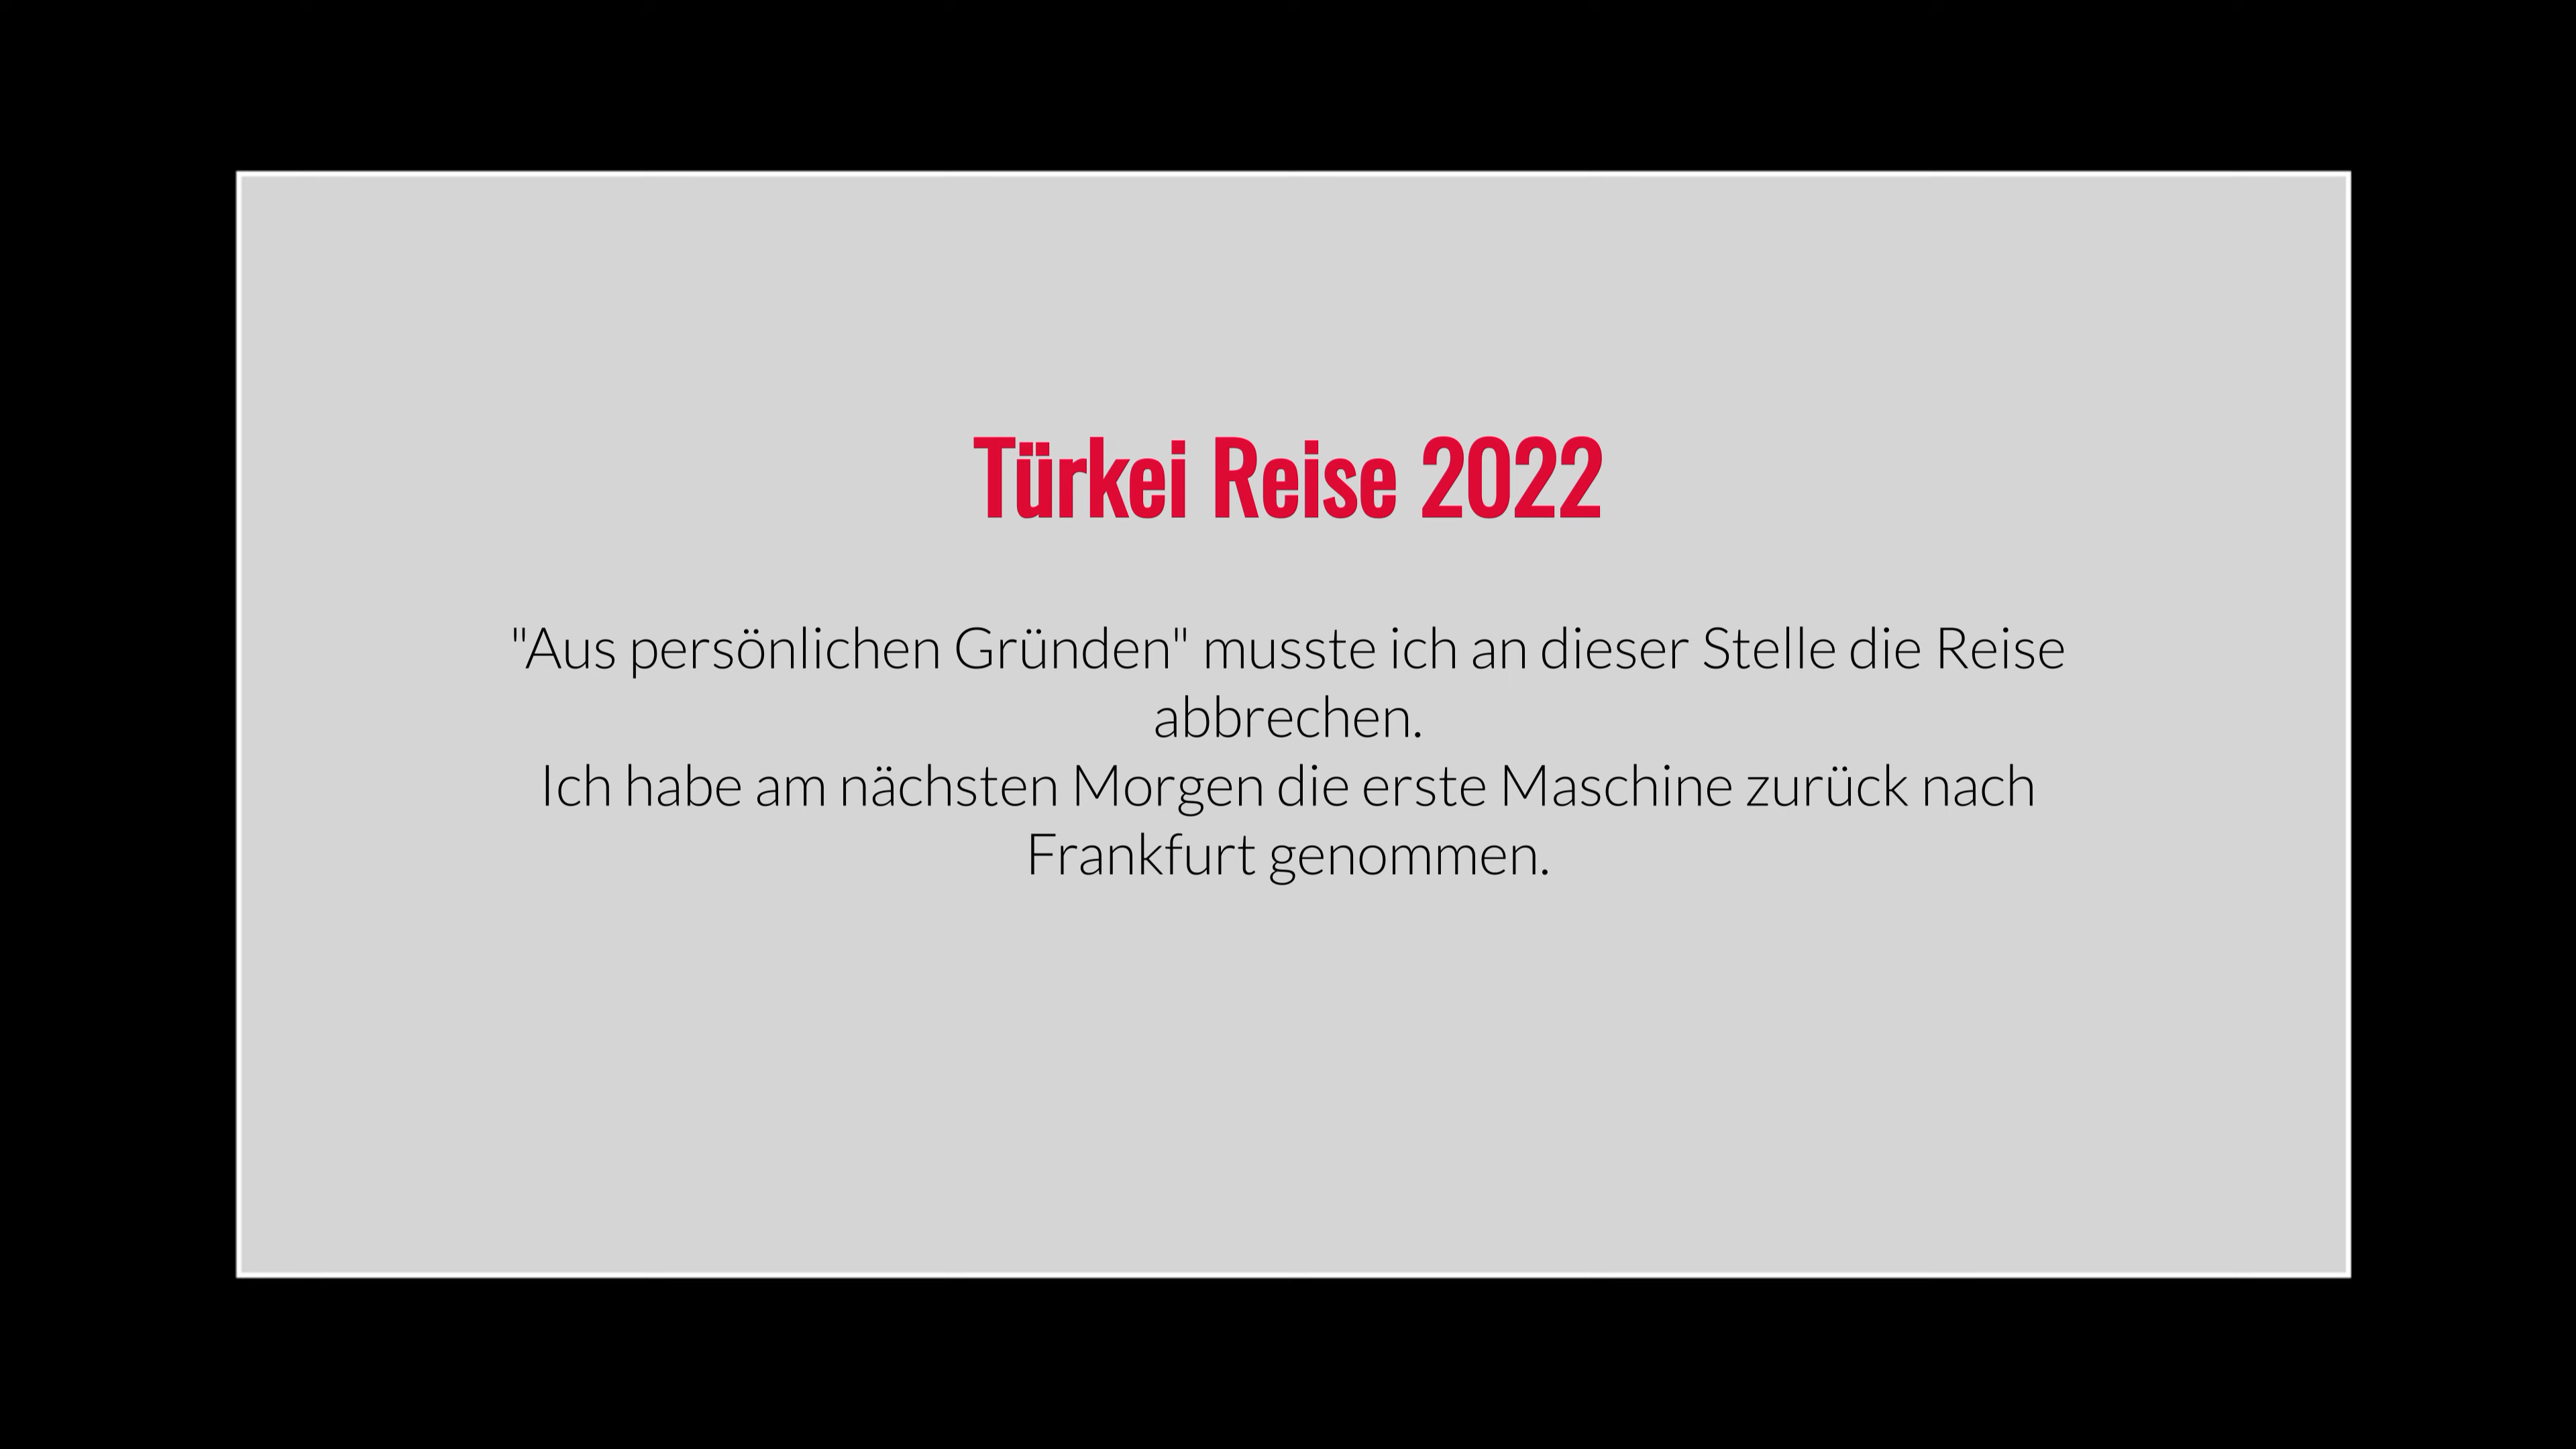 Türkei Reise 2022
"Aus persönlichen Gründen" musste ich an dieser Stelle die Reise
abbrechen.
Ich habe am nächsten Morgen die erste Maschine zurück nach
Frankfurt genommen.